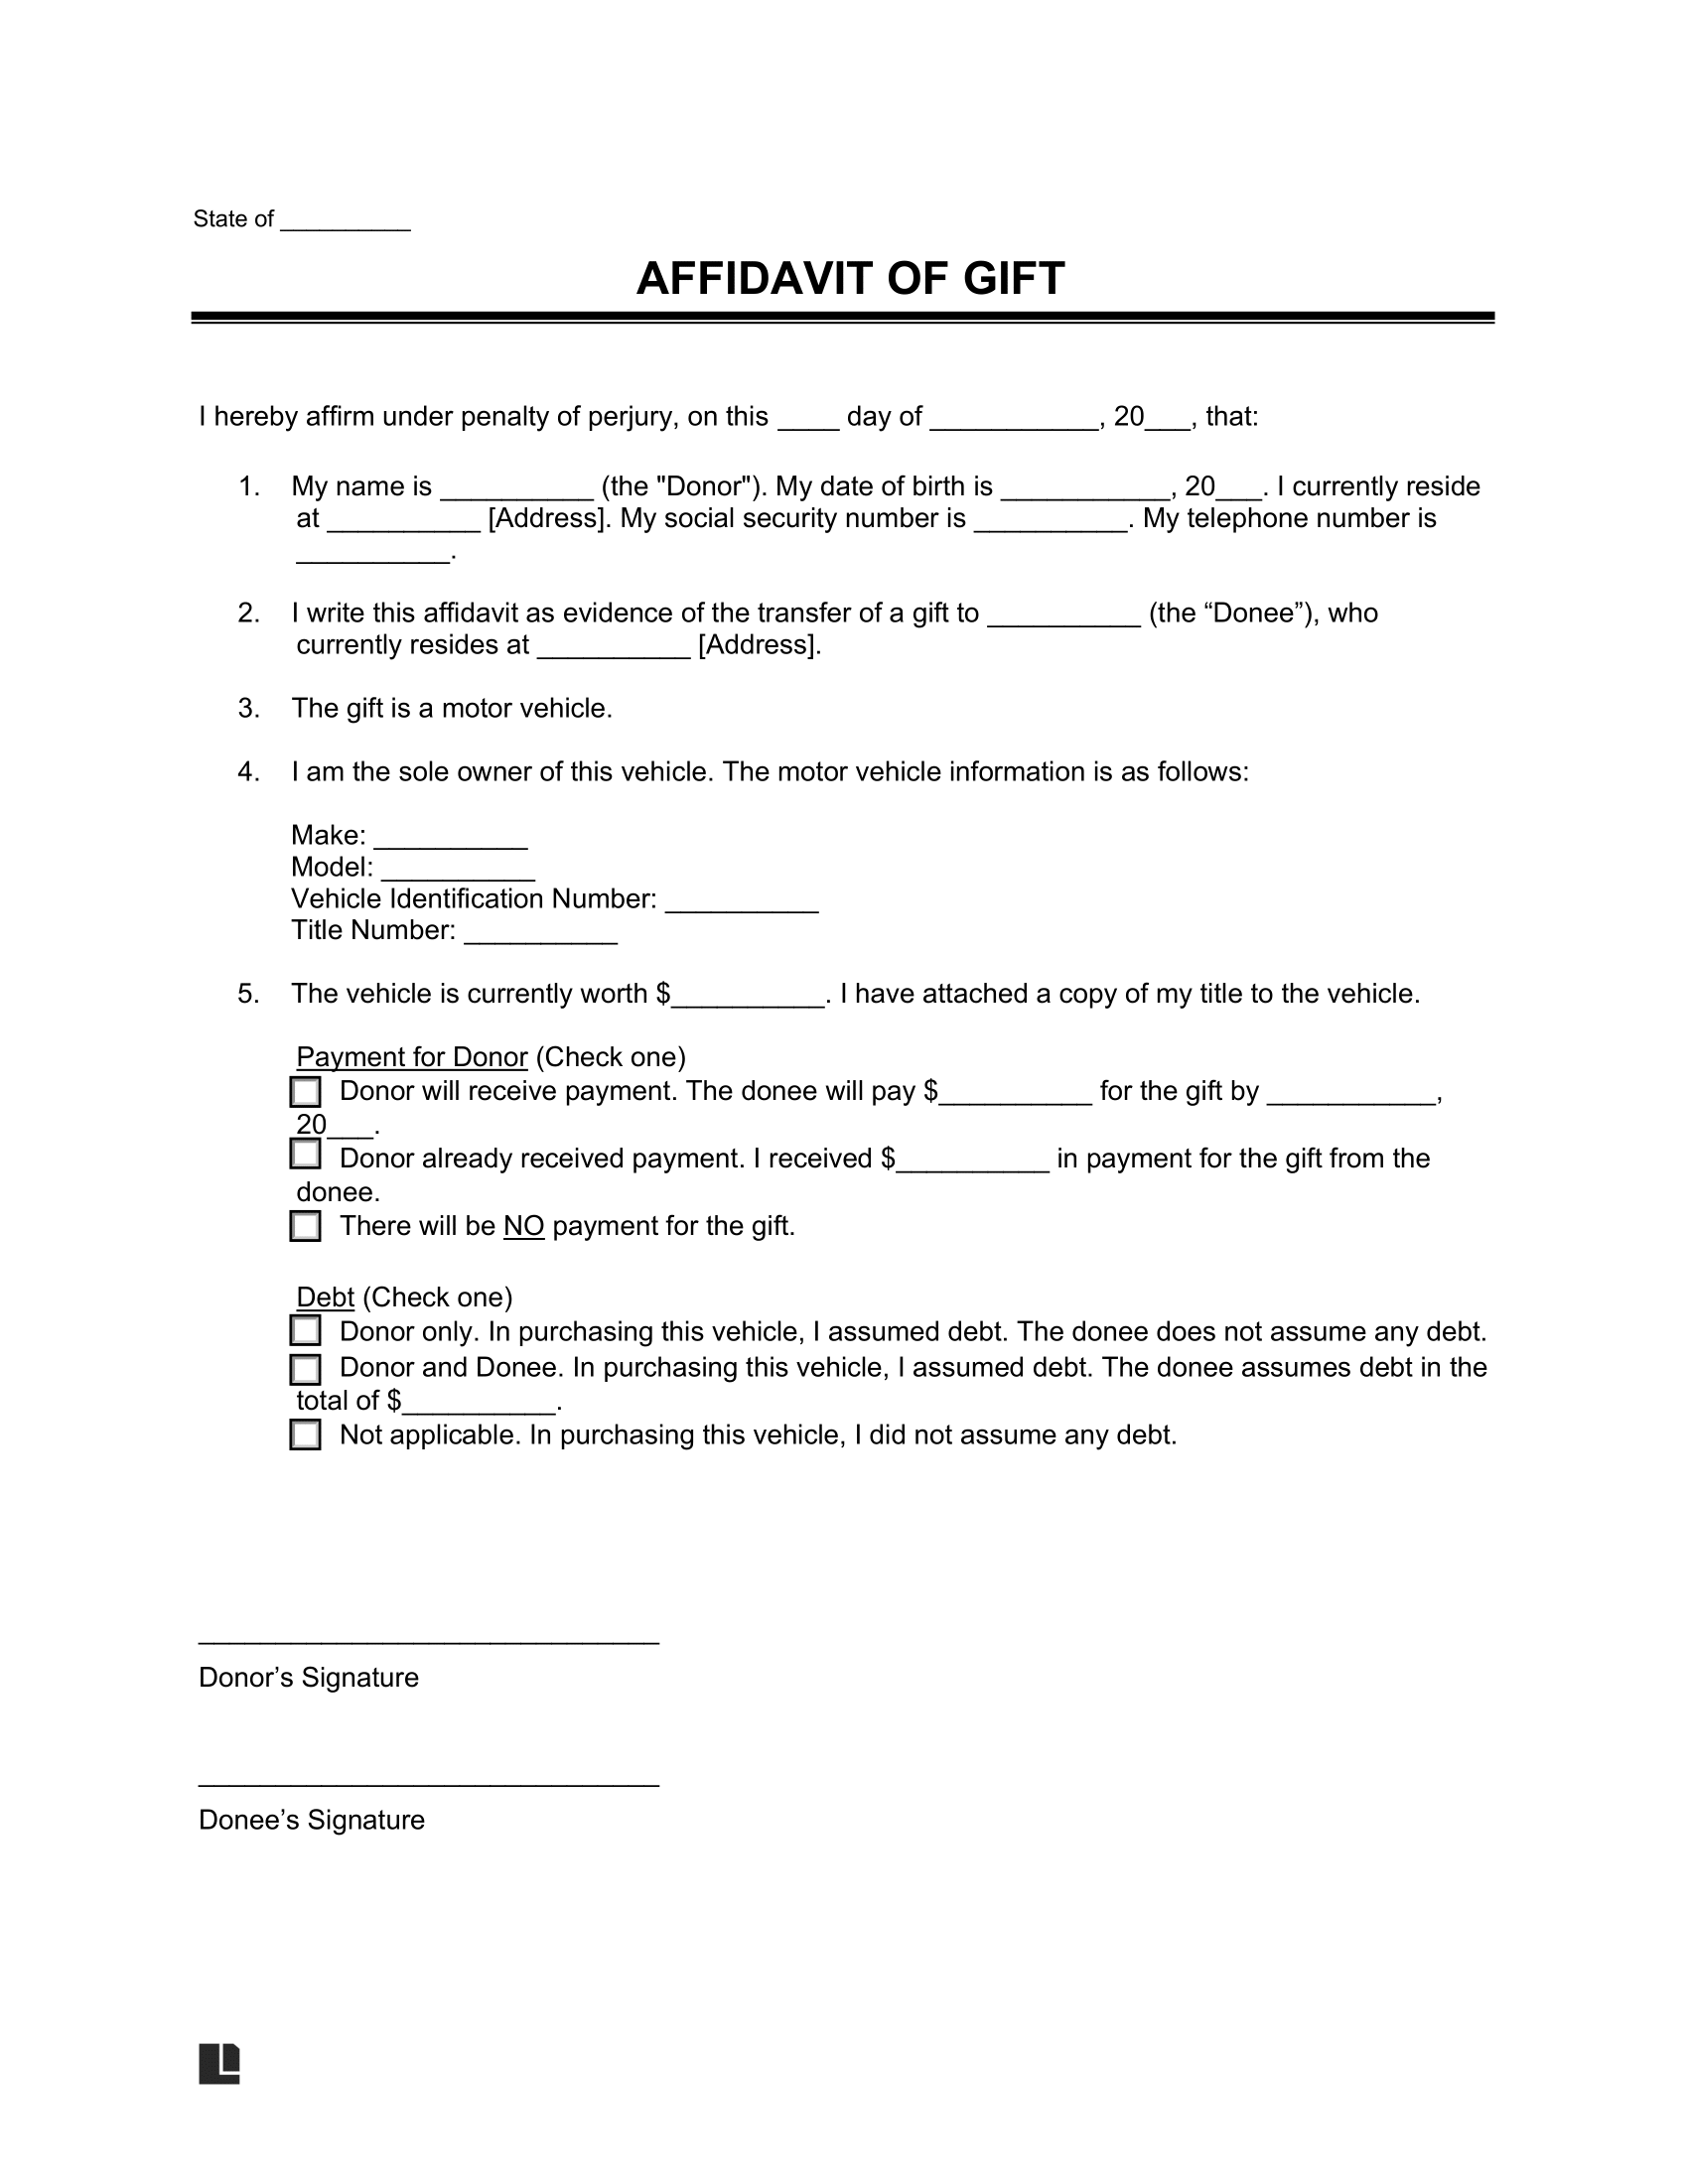 State of __________
AFFIDAVIT OF GIFT
I hereby affirm under penalty of perjury, on this ____ day of ___________, 20___, that:
1. My name is __________ (the "Donor"). My date of birth is ___________, 20___. I currently reside
at __________ [Address]. My social security number is __________. My telephone number is
__________.
2. I write this affidavit as evidence of the transfer of a gift to __________ (the “Donee”), who
currently resides at __________ [Address].
3. The gift is a motor vehicle.
4. I am the sole owner of this vehicle. The motor vehicle information is as follows:
Make: __________
Model: __________
Vehicle Identification Number: __________
Title Number: __________
5. The vehicle is currently worth $__________. I have attached a copy of my title to the vehicle.
Payment for Donor (Check one)
Donor will receive payment. The donee will pay $__________ for the gift by ___________,
20___.
Donor already received payment. I received $__________ in payment for the gift from the
donee.
There will be NO payment for the gift.
Debt (Check one)
Donor only. In purchasing this vehicle, I assumed debt. The donee does not assume any debt.
Donor and Donee. In purchasing this vehicle, I assumed debt. The donee assumes debt in the
total of $__________.
Not applicable. In purchasing this vehicle, I did not assume any debt.
______________________________
Donor’s Signature
______________________________
Donee’s Signature